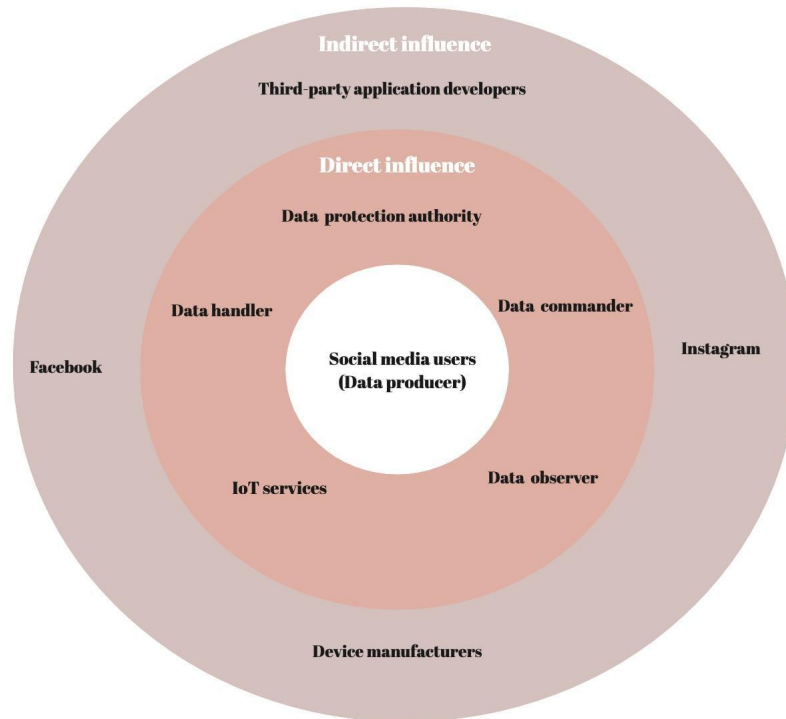 Indirect influence
Third-party application developers
Direct influence
Data protection authority
Data handler
Data commander
Social media users
(Data producer)
Facebook
Instagram
IoT services
Data observer
Device manufacturers